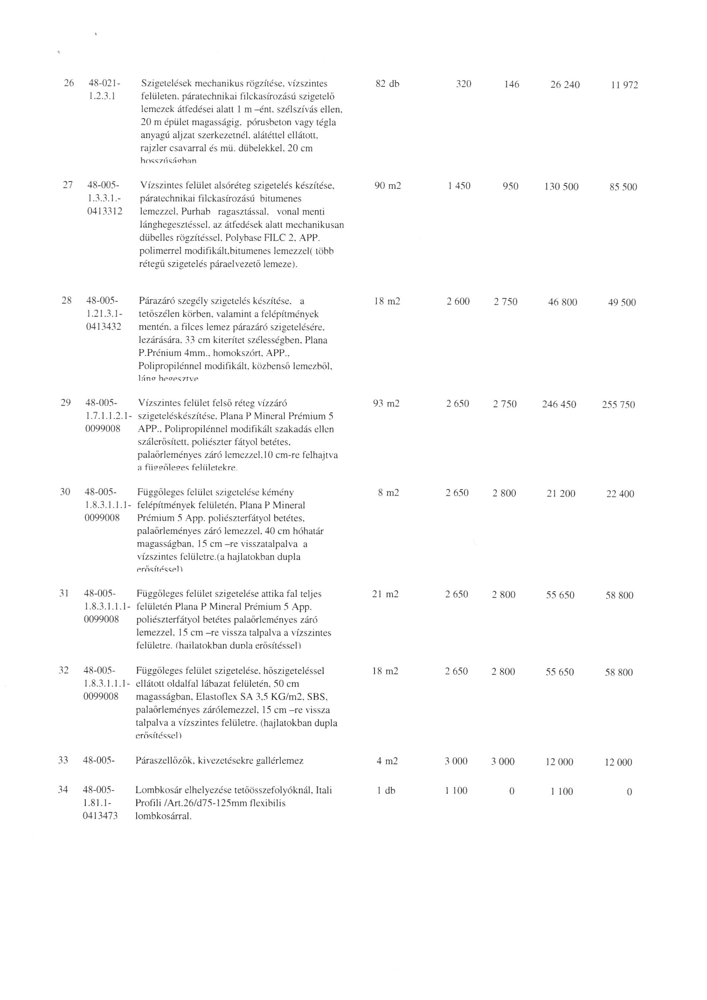 26 48-021- Szigetelések mechanikus rögzítése, vízszintes 82 db 320 146 26 240 11 972
1.2.3.1 felületen, páratechnikai filckasírozású szigetelő
lemezek átfedései alatt 1 m –ént, szélszívás ellen,
20 m épület magasságig, pórusbeton vagy tégla
anyagú aljzat szerkezetnél, alátéttel ellátott,
rajzler csavarral és mü. dübelekkel, 20 cm
hosszúságban
27 48-005- Vízszintes felület alsóréteg szigetelés készítése, 90 m2 1 450 950 130 500 85 500
1.3.3.1.- páratechnikai filckasírozású bitumenes
0413312 lemezzel, Purhab ragasztással, vonal menti
lánghegesztéssel, az átfedések alatt mechanikusan
dübelles rögzítéssel, Polybase FILC 2, APP.
polimerrel modifikált,bitumenes lemezzel( több
rétegű szigetelés páraelvezető lemeze).
28 48-005- Párazáró szegély szigetelés készítése, a 18 m2 2 600 2 750 46 800 49 500
1.21.3.1- tetőszélen körben, valamint a felépítmények
0413432 mentén, a filces lemez párazáró szigetelésére,
lezárására, 33 cm kiterítet szélességben, Plana
P.Prénium 4mm., homokszórt, APP.,
Polipropilénnel modifikált, közbenső lemezből,
láng hegesztve
29 48-005- Vízszintes felület felső réteg vízzáró 93 m2 2 650 2 750 246 450 255 750
1.7.1.1.2.1- szigeteléskészítése, Plana P Mineral Prémium 5
0099008 APP., Polipropilénnel modifikált szakadás ellen
szálerősített, poliészter fátyol betétes,
palaőrleményes záró lemezzel,10 cm-re felhajtva
a függőleges felületekre.
30 48-005- Függőleges felület szigetelése kémény 8 m2 2 650 2 800 21 200 22 400
1.8.3.1.1.1- felépítmények felületén, Plana P Mineral
0099008 Prémium 5 App. poliészterfátyol betétes,
palaőrleményes záró lemezzel, 40 cm hóhatár
magasságban, 15 cm –re visszatalpalva a
vízszintes felületre.(a hajlatokban dupla
erősítéssel)
31 48-005- Függőleges felület szigetelése attika fal teljes 21 m2 2 650 2 800 55 650 58 800
1.8.3.1.1.1- felületén Plana P Mineral Prémium 5 App.
0099008 poliészterfátyol betétes palaőrleményes záró
lemezzel, 15 cm –re vissza talpalva a vízszintes
felületre. (hajlatokban dupla erősítéssel)
32 48-005- Függőleges felület szigetelése, hőszigeteléssel 18 m2 2 650 2 800 55 650 58 800
1.8.3.1.1.1- ellátott oldalfal lábazat felületén, 50 cm
0099008 magasságban, Elastoflex SA 3,5 KG/m2, SBS,
palaőrleményes zárólemezzel, 15 cm –re vissza
talpalva a vízszintes felületre. (hajlatokban dupla
erősítéssel)
33 48-005- Páraszellőzők, kivezetésekre gallérlemez 4 m2 3 000 3 000 12 000 12 000
34 48-005- Lombkosár elhelyezése tetőösszefolyóknál, Itali 1 db 1 100 0 1 100 0
1.81.1- Profili /Art.26/d75-125mm flexibilis
0413473 lombkosárral.